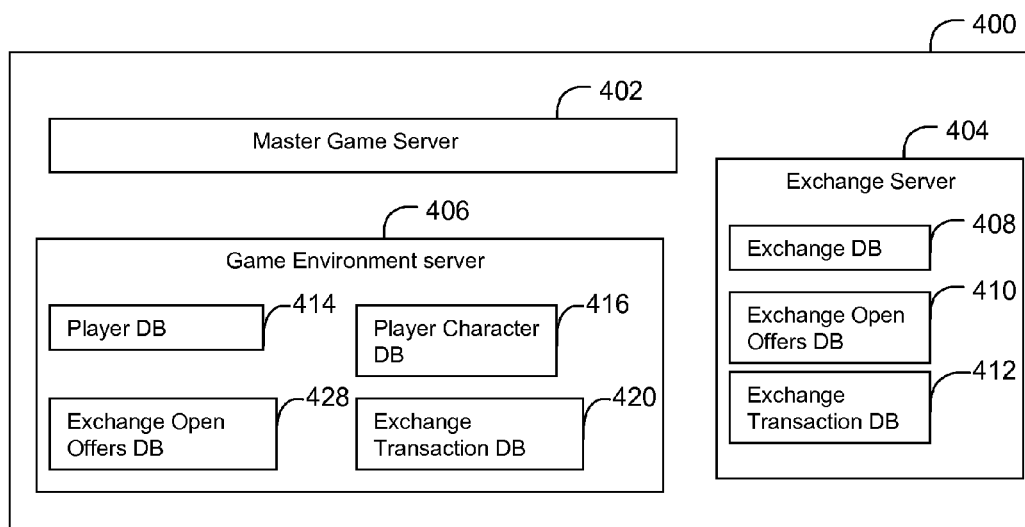 400
402
Master Game Server
404
Exchange Server
406
Game Environment server
408
Exchange DB
410
Exchange Open
Offers DB
412
Exchange
Transaction DB
414
Player DB
416
Player Character
DB
428
Exchange Open
Offers DB
420
Exchange
Transaction DB